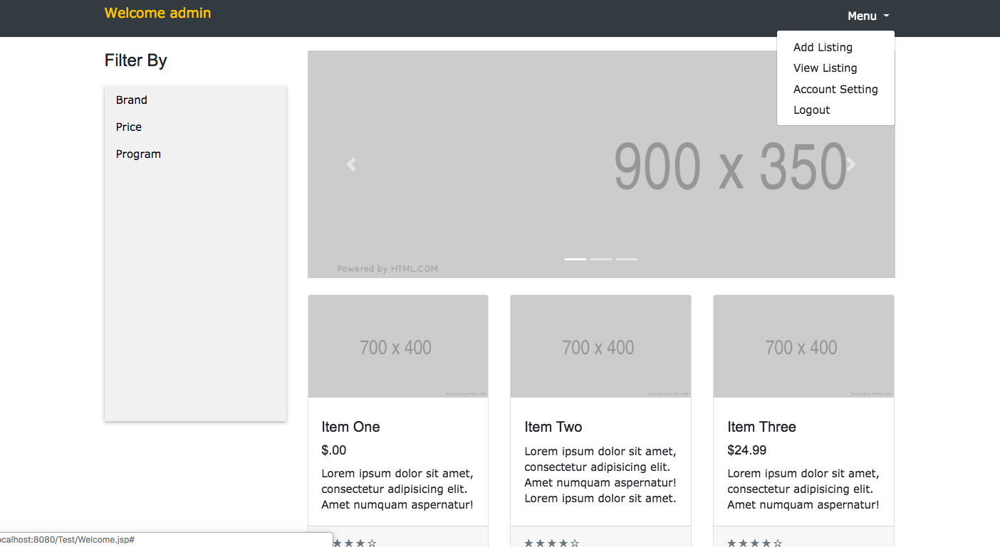 Welcome admin
Menu
Add Listing
View Listing
Account Setting
Logout
Filter By
Brand
Price
Program
900 x 350
Powered by HTML.COM
700 x 400
Powered by HTML.COM
Item One
$.00
Lorem ipsum dolor sit amet,
consectetur adipisicing elit.
Amet numquam aspernatur!
700 x 400
Powered by HTML.COM
Item Two
Lorem ipsum dolor sit amet,
consectetur adipisicing elit.
Amet numquam aspernatur!
Lorem ipsum dolor sit amet.
700 x 400
Powered by HTML.COM
Item Three
$24.99
Lorem ipsum dolor sit amet,
consectetur adipisicing elit.
Amet numquam aspernatur!
ocalhost:8080/Test/Welcome.jsp#
★★★☆
★★★★☆
★★★★☆